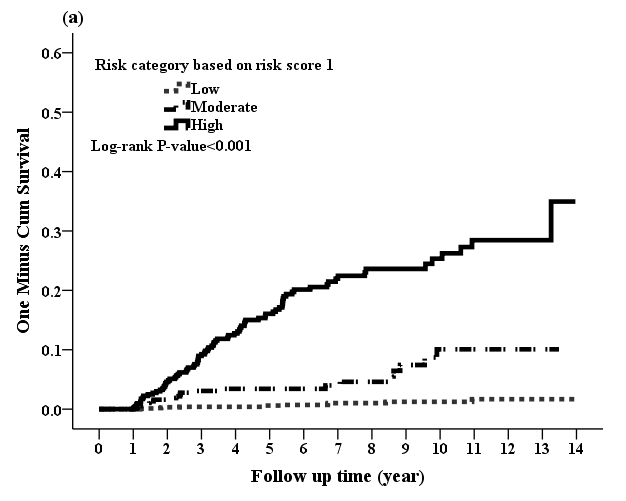 (a)
Risk category based on risk score 1
Low
Moderate
High
Log-rank P-value<0.001
One Minus Cum Survival
0.6
0.5
0.4
0.3
0.2
0.1
0.0
0 1 2 3 4 5 6 7 8 9 10 11 12 13 14
Follow up time (year)